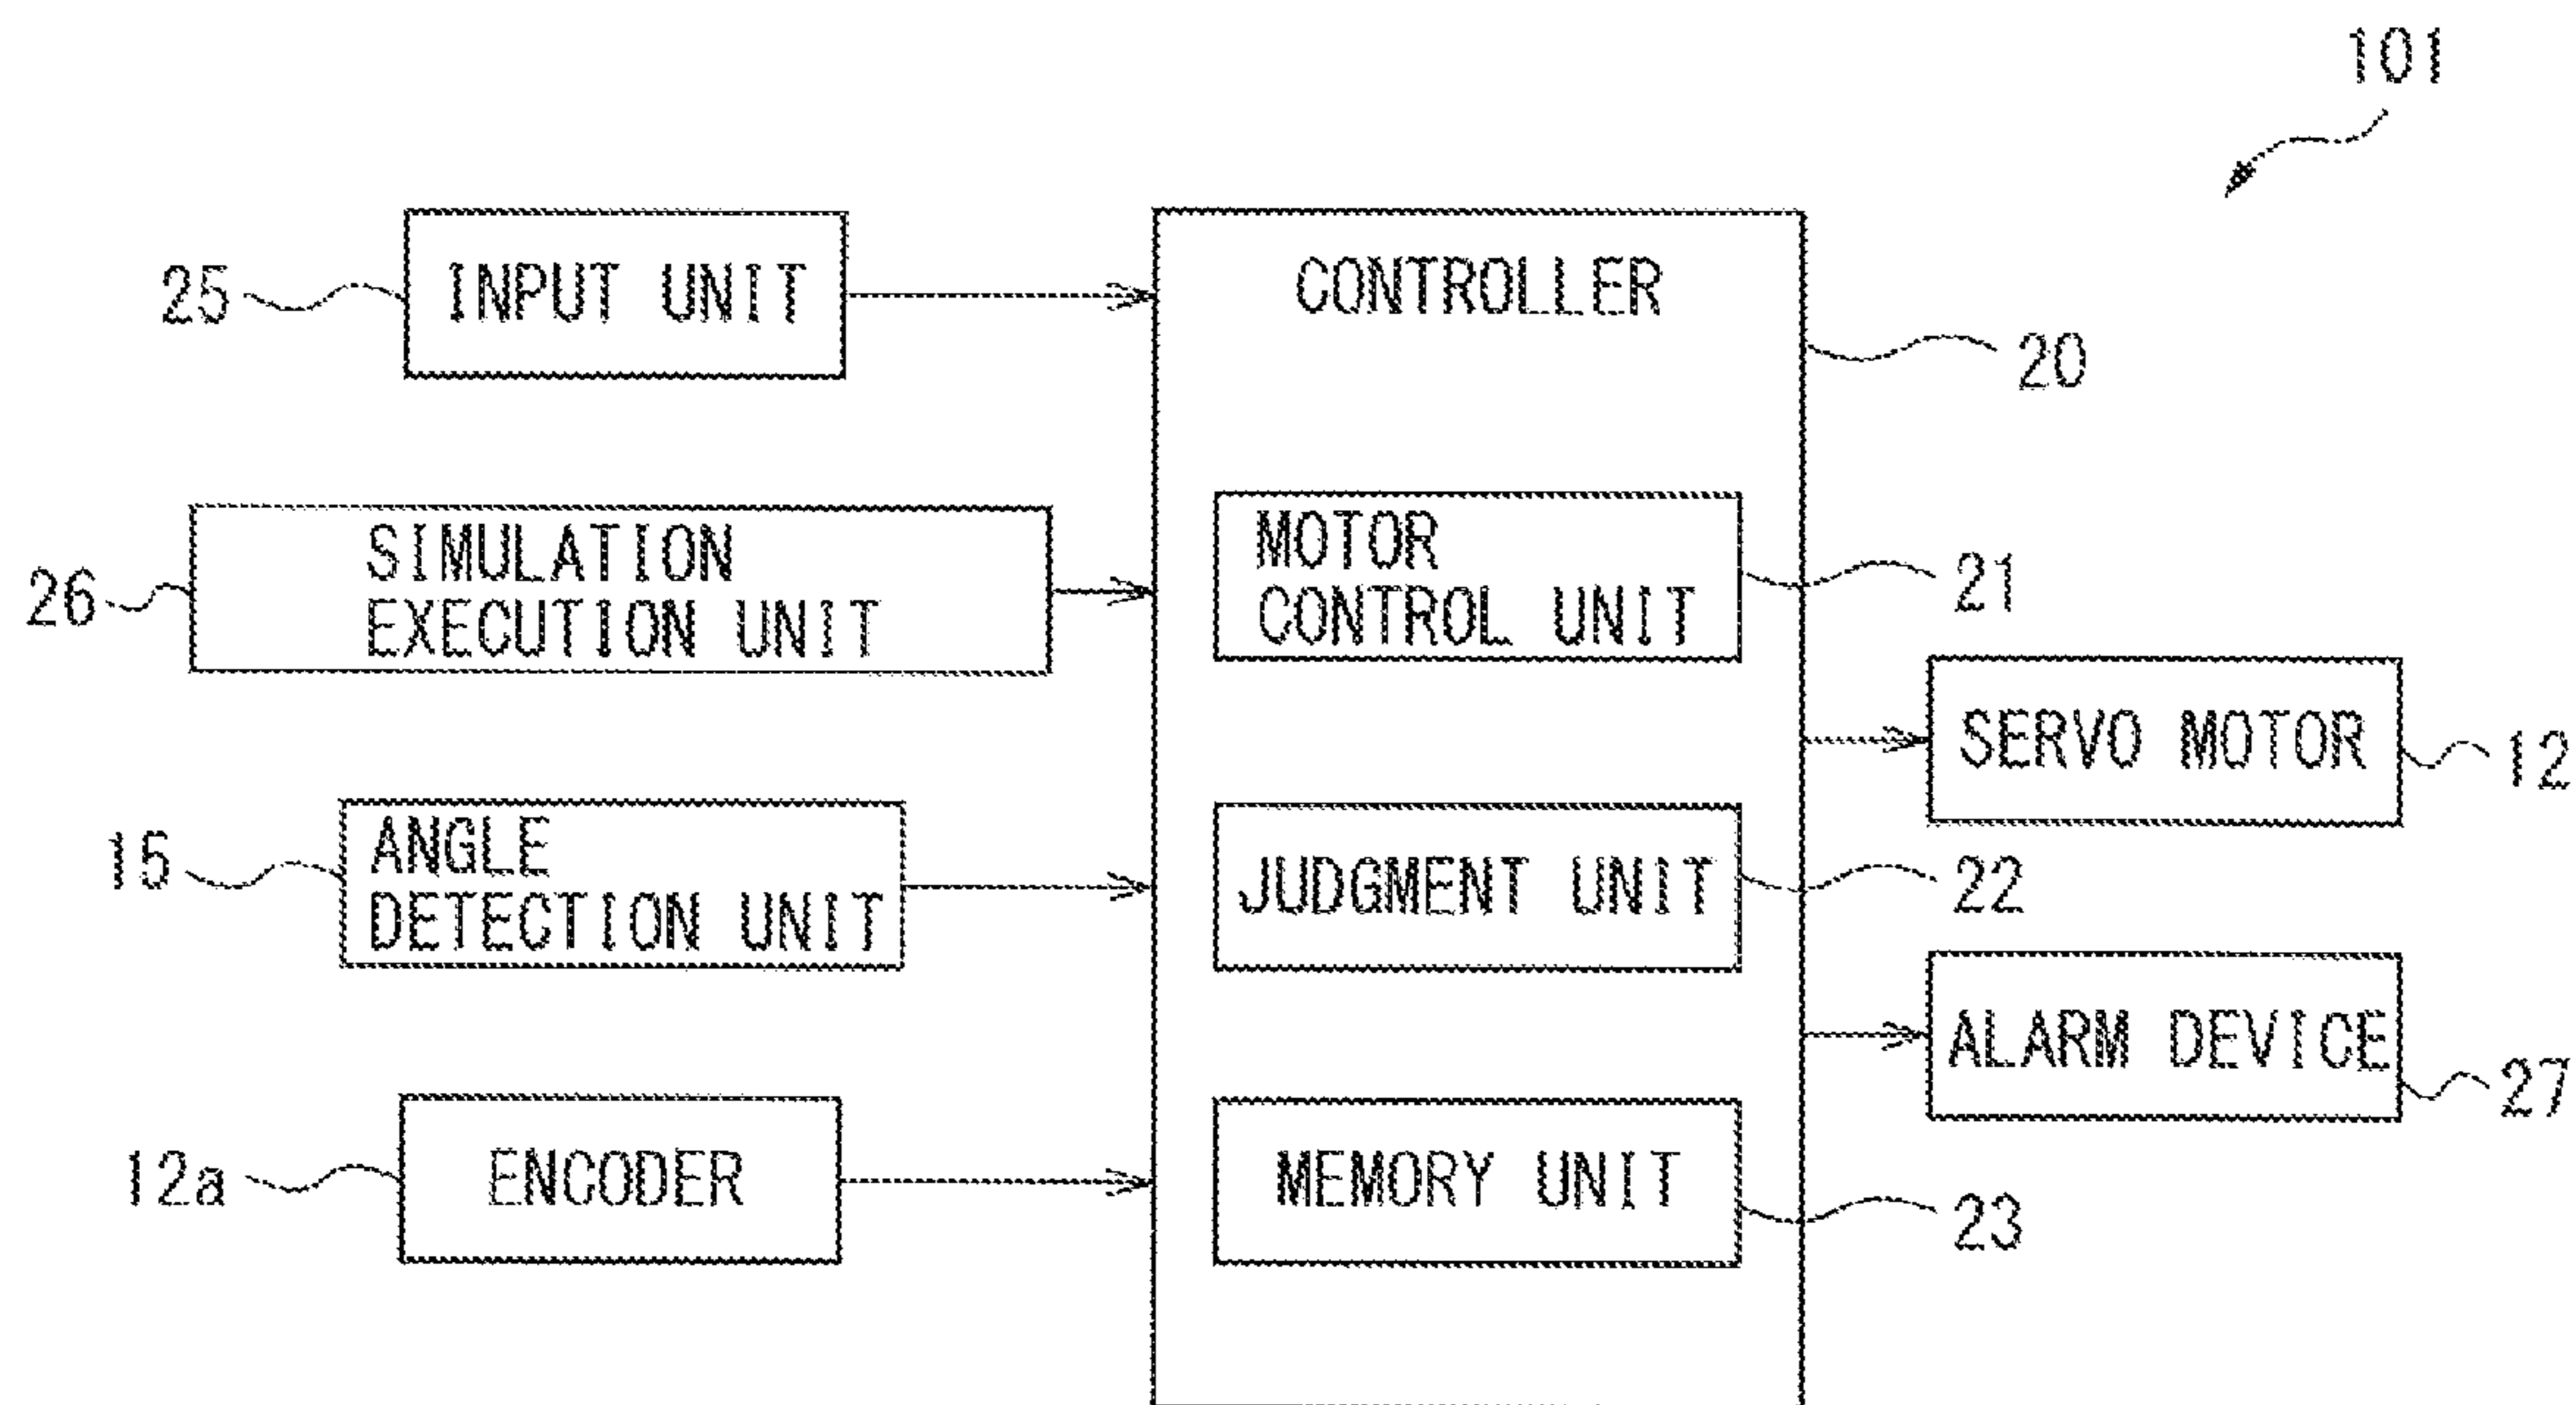 101
25
INPUT UNIT
CONTROLLER
20
26
SIMULATION
EXECUTION UNIT
MOTOR
CONTROL UNIT
21
SERVO MOTOR
12
15
ANGLE
DETECTION UNIT
JUDGMENT UNIT
22
ALARM DEVICE
27
12a
ENCODER
MEMORY UNIT
23